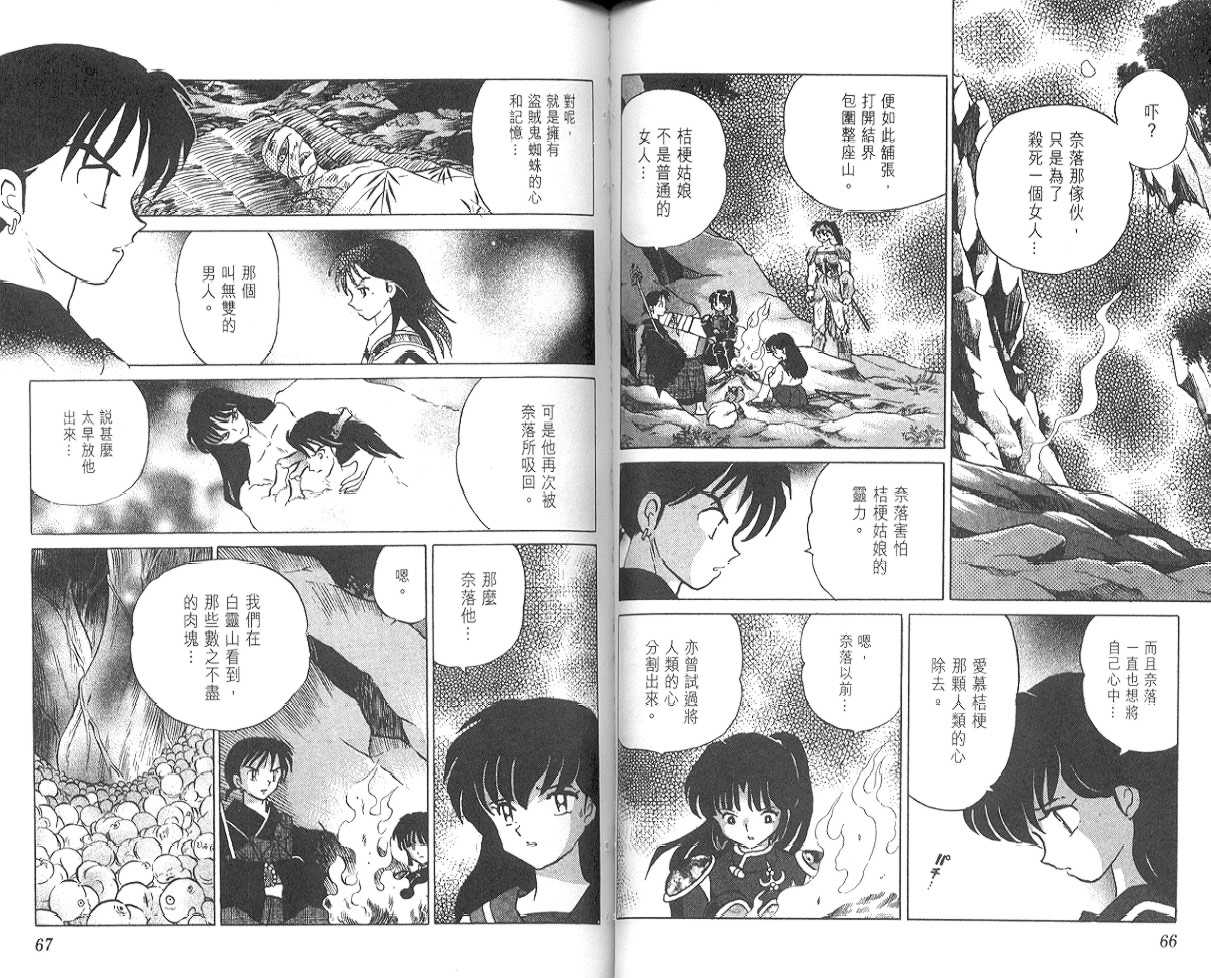 吓？
奈落那傢伙，
只是為了
殺死一個女人…
便如此舖張，
打開結界
包圍整座山。
桔梗姑娘
不是普通的
女人…
奈落害怕
桔梗姑娘的
靈力。
而且奈落
一直也想將
自己心中…
愛慕桔梗
那顆人類的心
除去。
パチ…
嗯，
奈落以前…
亦曾試過將
人類的心
分割出來。
66
對呢，
就是擁有
盜賊鬼蜘蛛的心
和記憶…
那個
叫無雙的
男人。
可是他再次被
奈落所吸回。
說甚麼
太早放他
出來…
那麼
奈落他…
嗯。
我們在
白靈山看到，
那些數之不盡
的肉塊…
67